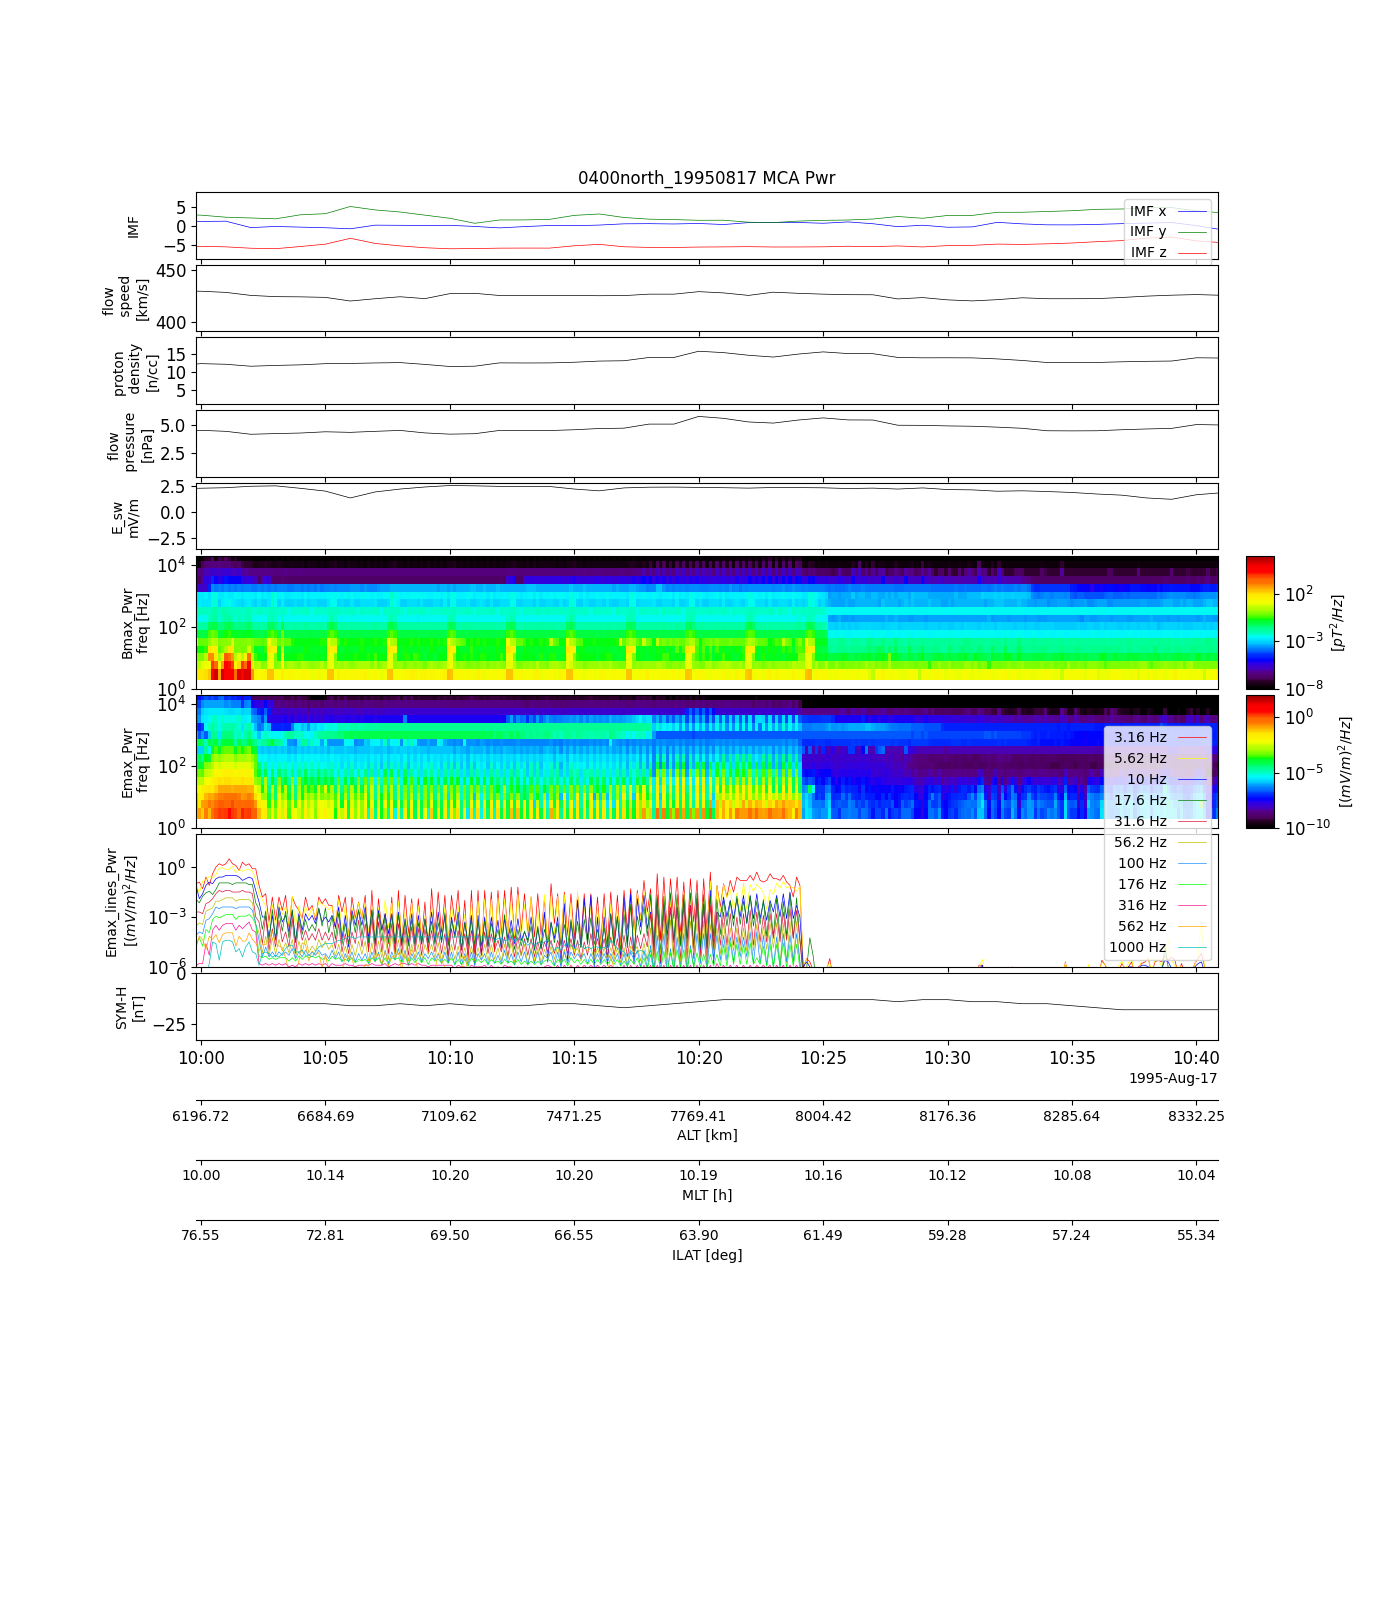 0400north_19950817 MCA Pwr
5
0
−5
IMF
IMF x
IMF y
IMF z
450
400
flow
speed
[km/s]
15
10
5
proton
density
[n/cc]
5.0
2.5
flow
pressure
[nPa]
2.5
0.0
−2.5
E_sw
mV/m
10^4
10^2
10^0
Bmax_Pwr
freq [Hz]
10^2
10^−3
10^−8
[pT^2/Hz]
10^4
10^2
10^0
Emax_Pwr
freq [Hz]
10^0
10^−5
10^−10
[(mV/m)^2/Hz]
3.16 Hz
5.62 Hz
10 Hz
17.6 Hz
31.6 Hz
56.2 Hz
100 Hz
176 Hz
316 Hz
562 Hz
1000 Hz
10^0
10^−3
10^−6
Emax_lines_Pwr
[(mV/m)^2/Hz]
0
−25
SYM-H
[nT]
10:00 10:05 10:10 10:15 10:20 10:25 10:30 10:35 10:40
1995-Aug-17
6196.72 6684.69 7109.62 7471.25 7769.41 8004.42 8176.36 8285.64 8332.25
ALT [km]
10.00 10.14 10.20 10.20 10.19 10.16 10.12 10.08 10.04
MLT [h]
76.55 72.81 69.50 66.55 63.90 61.49 59.28 57.24 55.34
ILAT [deg]